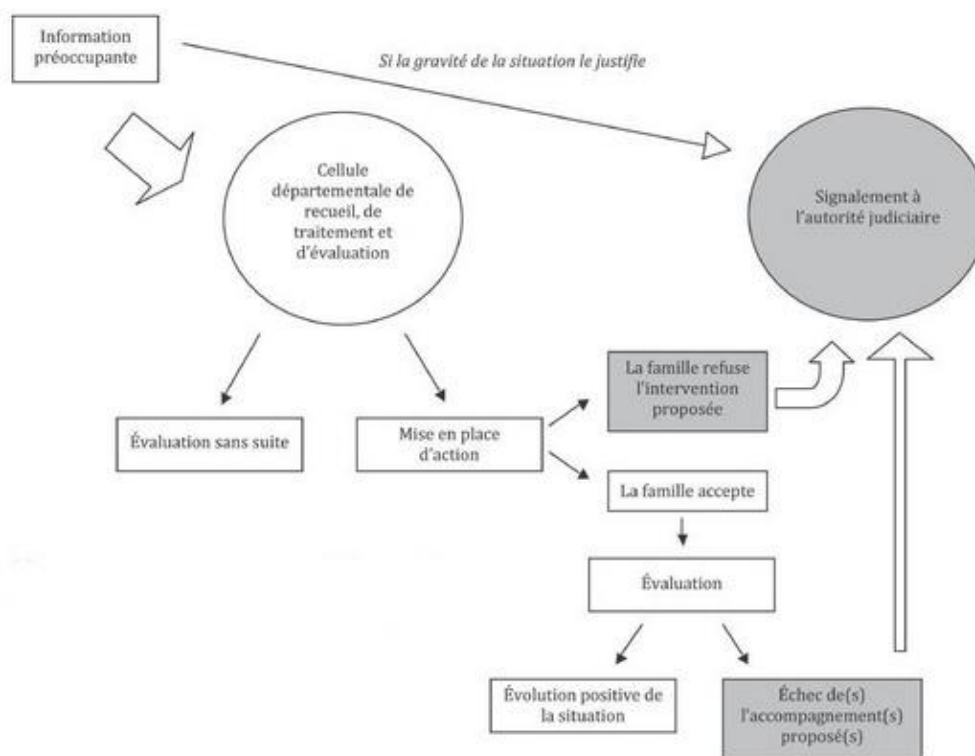 Information
préoccupante
Si la gravité de la situation le justifie
Cellule
départementale de
recueil, de
traitement et
d'évaluation
Signalement à
l'autorité judiciaire
La famille refuse
l'intervention
proposée
Évaluation sans suite
Mise en place
d'action
La famille accepte
Évaluation
Évolution positive de
la situation
Échec de(s)
l'accompagnement(s)
proposé(s)